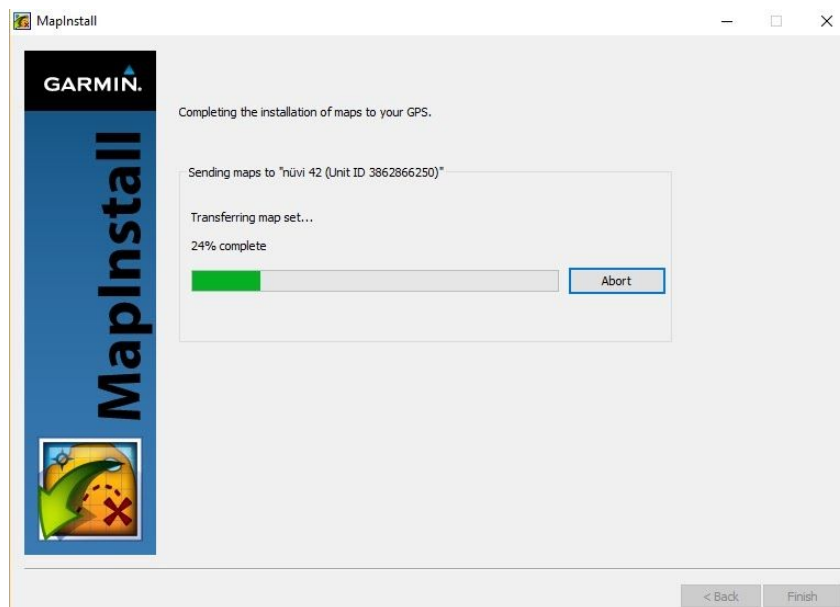 MapInstall
GARMIN.
MapInstall
Completing the installation of maps to your GPS.
Sending maps to "nüvi 42 (Unit ID 3862866250)"
Transferring map set...
24% complete
Abort
< Back
Finish